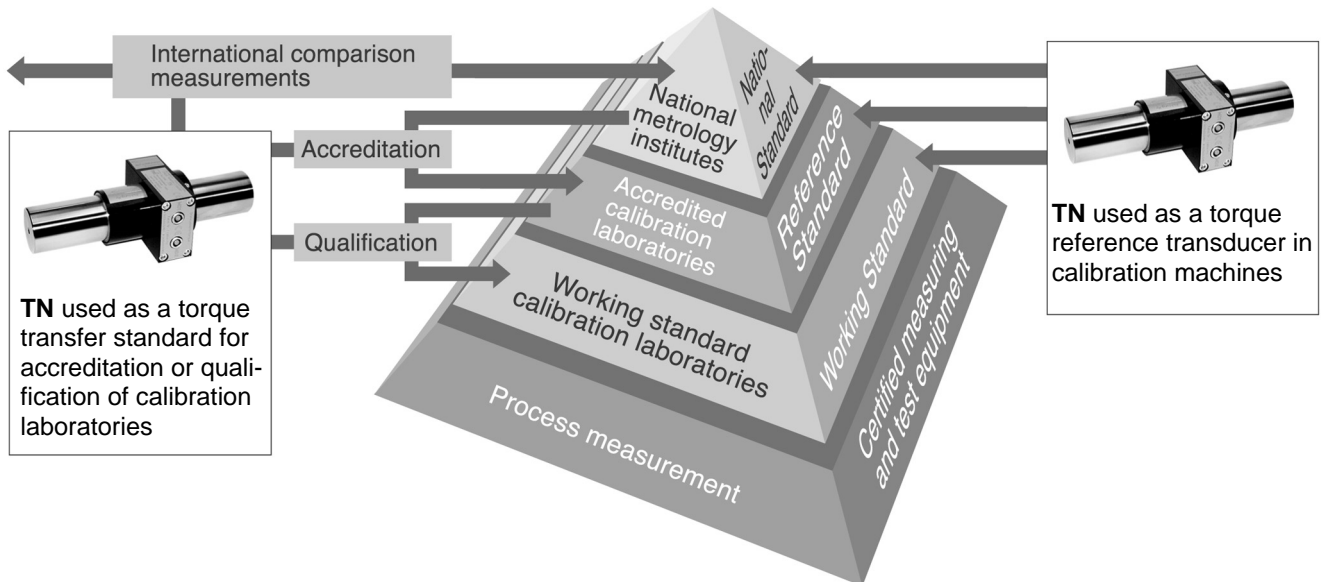 International comparison
measurements
Accreditation
Qualification
TN used as a torque
transfer standard for
accreditation or quali-
fication of calibration
laboratories
National
metrology
institutes
Natio-
nal
Standard
Accredited
calibration
laboratories
Reference
Standard
Working standard
calibration laboratories
Working Standard
Process measurement
Certified measuring
and test equipment
TN used as a torque
reference transducer in
calibration machines